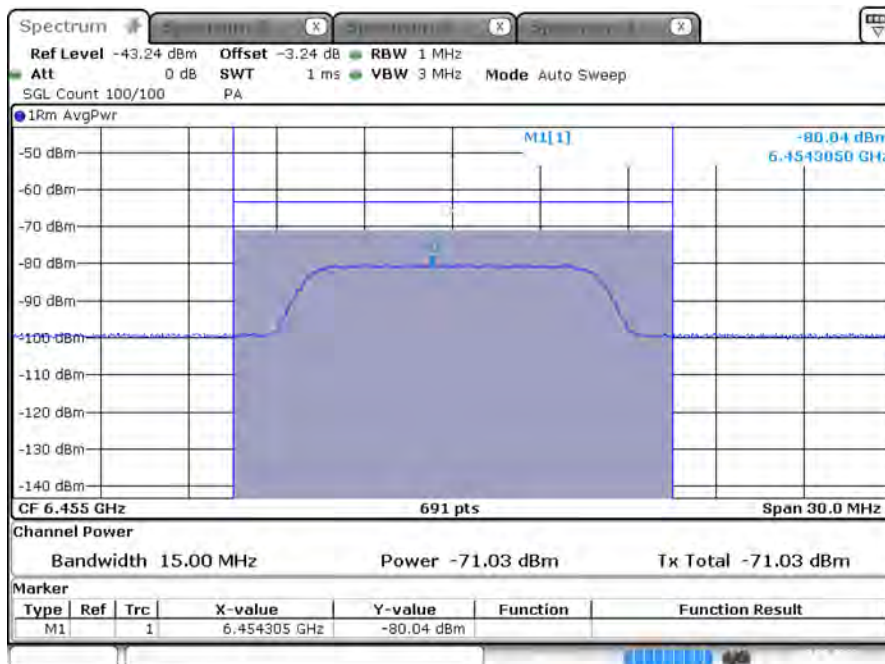 Spectrum
Ref Level -43.24 dBm Offset -3.24 dB RBW 1 MHz
Att 0 dB SWT 1 ms VBW 3 MHz Mode Auto Sweep
SGL Count 100/100 PA
1Rm AvgPwr
M1[1] -80.04 dBm
6.4543050 GHz
-50 dBm
-60 dBm
-70 dBm
-80 dBm
-90 dBm
-100 dBm
-110 dBm
-120 dBm
-130 dBm
-140 dBm
CF 6.455 GHz 691 pts Span 30.0 MHz
Channel Power
Bandwidth 15.00 MHz Power -71.03 dBm Tx Total -71.03 dBm
Marker
Type Ref Trc X-value Y-value Function Function Result
M1 1 6.454305 GHz -80.04 dBm